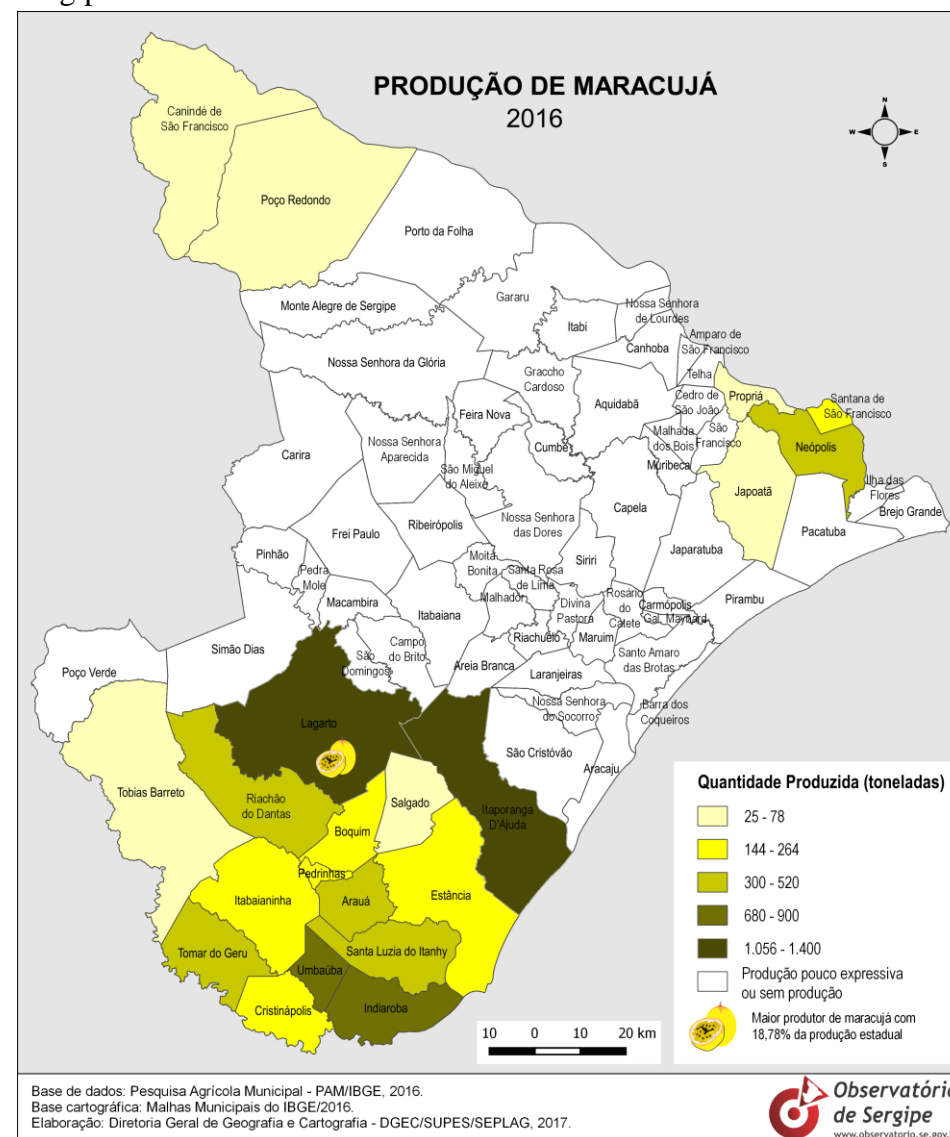 PRODUÇÃO DE MARACUJÁ
2016
N
W
E
S
Canindé de
São Francisco
Poço Redondo
Porto da Folha
Monte Alegre de Sergipe
Gararu
Nossa Senhora
de Lourdes
Itabi
Amparo de
São Francisco
Canhoba
Nossa Senhora da Glória
Graccho
Cardoso
Telha
Propriá
Santana de
São Francisco
Cedro de
São João
Aquidabã
Feira Nova
Malhada
dos Bois
São
Francisco
Neópolis
Nossa Senhora
Aparecida
Cumbe
Carira
Muribeca
São Miguel
do Aleixo
Japoatã
Ilha das
Flores
Brejo Grande
Capela
Nossa Senhora
das Dores
Ribeirópolis
Frei Paulo
Pacatuba
Pinhão
Moita
Bonita
Siriri
Japaratuba
Pedra
Mole
Santa Rosa
de Lima
Malhador
Macambira
Itabaiana
Divina
Pastora
Rosário
do
Catete
Carmópolis
Pirambu
Gal. Maynard
Riachuelo
Maruim
Simão Dias
São
Domingos
Campo
do Brito
Areia Branca
Santo Amaro
das Brotas
Poço Verde
Laranjeiras
Nossa Senhora
do Socorro
Barra dos
Coqueiros
Lagarto
São Cristóvão
Aracaju
Tobias Barreto
Riachão
do Dantas
Salgado
Itaporanga
D'Ájuda
Boquim
Pedrinhas
Itabaianinha
Arauá
Estância
Tomar do Geru
Santa Luzia do Itanhy
Umbaúba
Cristinápolis
Indiaroba
Quantidade Produzida (toneladas)
25 - 78
144 - 264
300 - 520
680 - 900
1.056 - 1.400
Produção pouco expressiva
ou sem produção
Maior produtor de maracujá com
18,78% da produção estadual
10 0 10 20 km
Base de dados: Pesquisa Agrícola Municipal - PAM/IBGE, 2016.
Base cartográfica: Malhas Municipais do IBGE/2016.
Elaboração: Diretoria Geral de Geografia e Cartografia - DGEC/SUPES/SEPLAG, 2017.
Observatório
de Sergipe